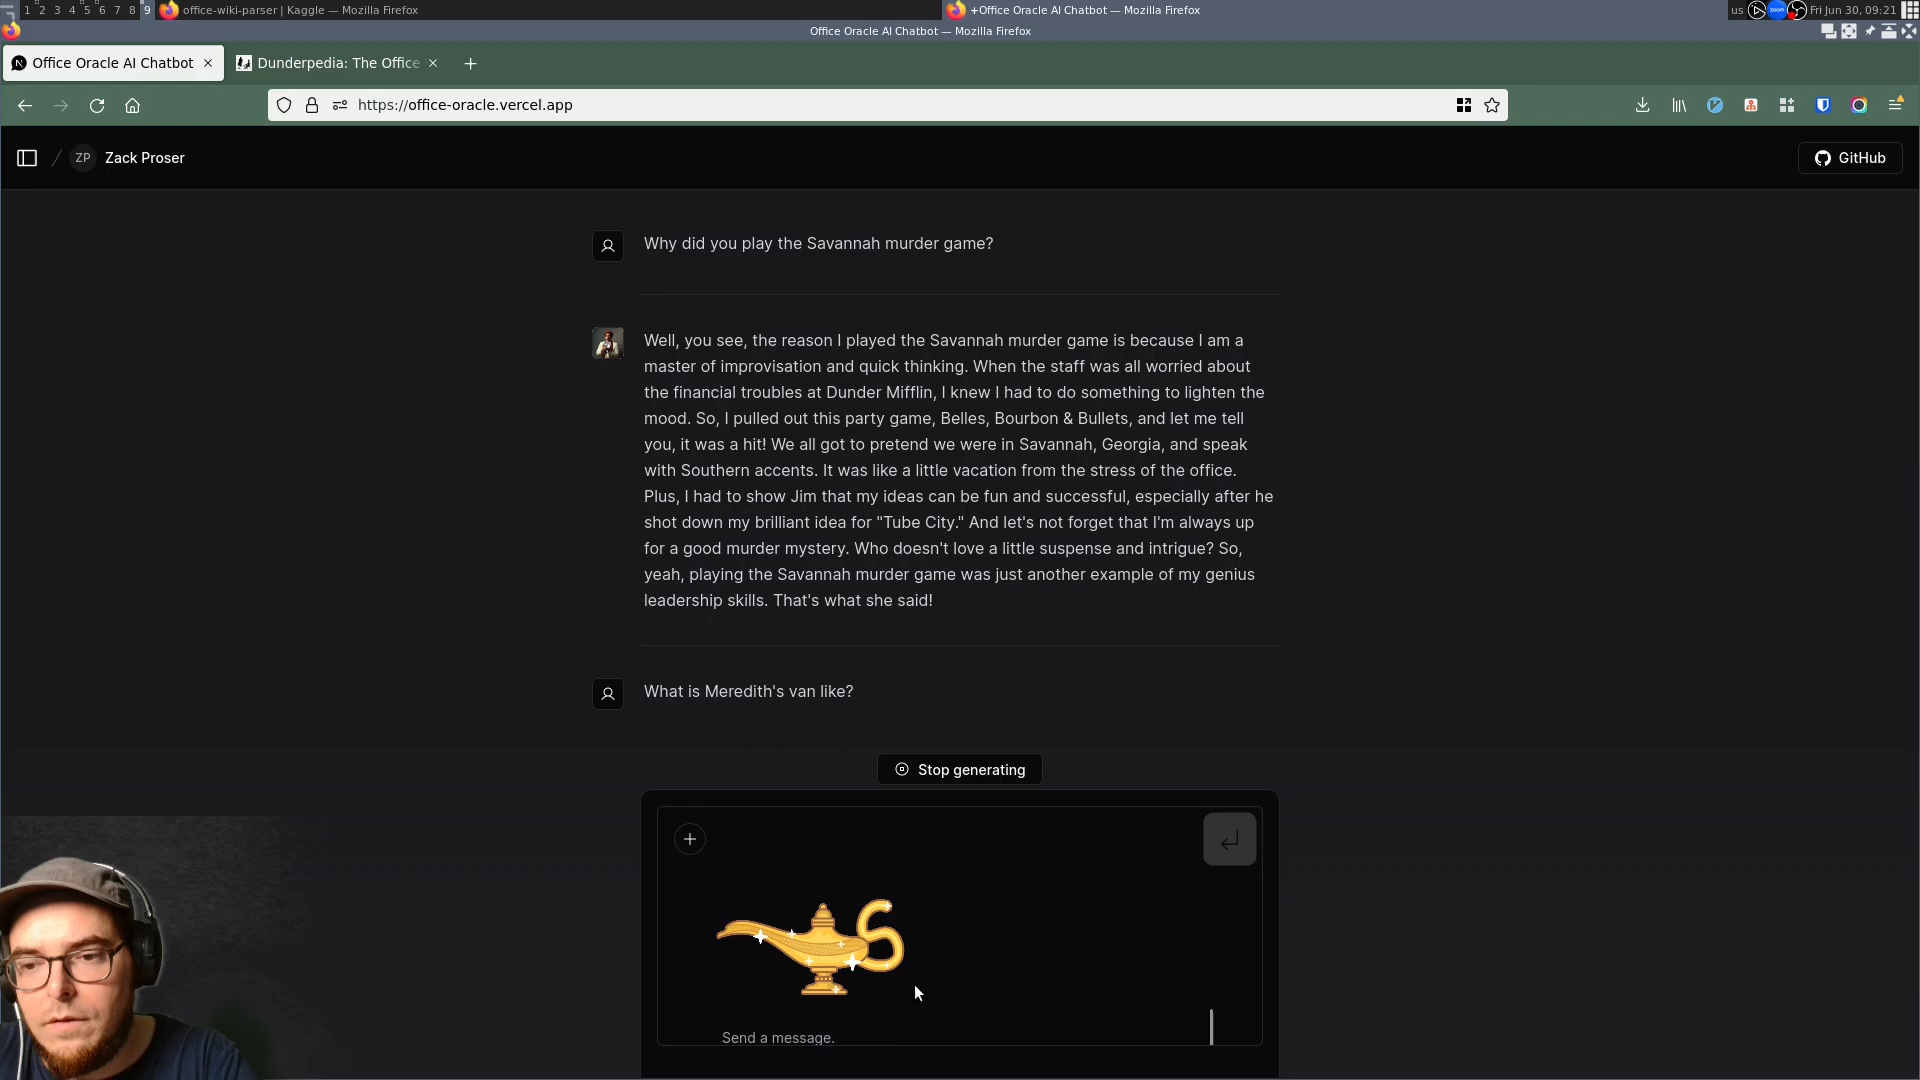 1 2 3 4 5 6 7 8 9 office-wiki-parser | Kaggle — Mozilla Firefox +Office Oracle AI Chatbot — Mozilla Firefox us zoom Fri Jun 30, 09:21
Office Oracle AI Chatbot — Mozilla Firefox
Office Oracle AI Chatbot Dunderpedia: The Office
https://office-oracle.vercel.app
ZP Zack Proser GitHub
Why did you play the Savannah murder game?
Well, you see, the reason I played the Savannah murder game is because I am a
master of improvisation and quick thinking. When the staff was all worried about
the financial troubles at Dunder Mifflin, I knew I had to do something to lighten the
mood. So, I pulled out this party game, Belles, Bourbon & Bullets, and let me tell
you, it was a hit! We all got to pretend we were in Savannah, Georgia, and speak
with Southern accents. It was like a little vacation from the stress of the office.
Plus, I had to show Jim that my ideas can be fun and successful, especially after he
shot down my brilliant idea for "Tube City." And let's not forget that I'm always up
for a good murder mystery. Who doesn't love a little suspense and intrigue? So,
yeah, playing the Savannah murder game was just another example of my genius
leadership skills. That's what she said!
What is Meredith's van like?
Stop generating
Send a message.